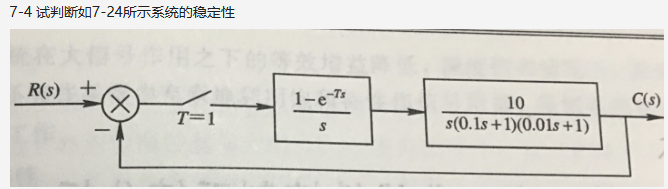 7-4 试判断如7-24所示系统的稳定性
R(s) + − T=1 1−e^{−Ts}/s 10/s(0.1s+1)(0.01s+1) C(s)